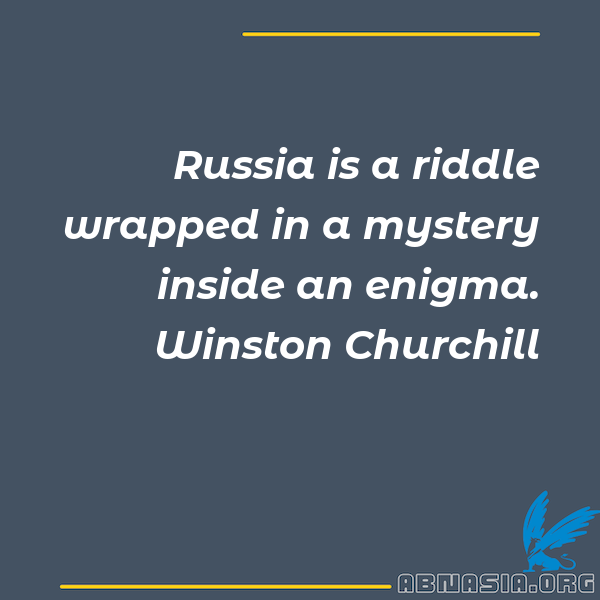 Russia is a riddle
wrapped in a mystery
inside an enigma.
Winston Churchill
ABNASIA.ORG